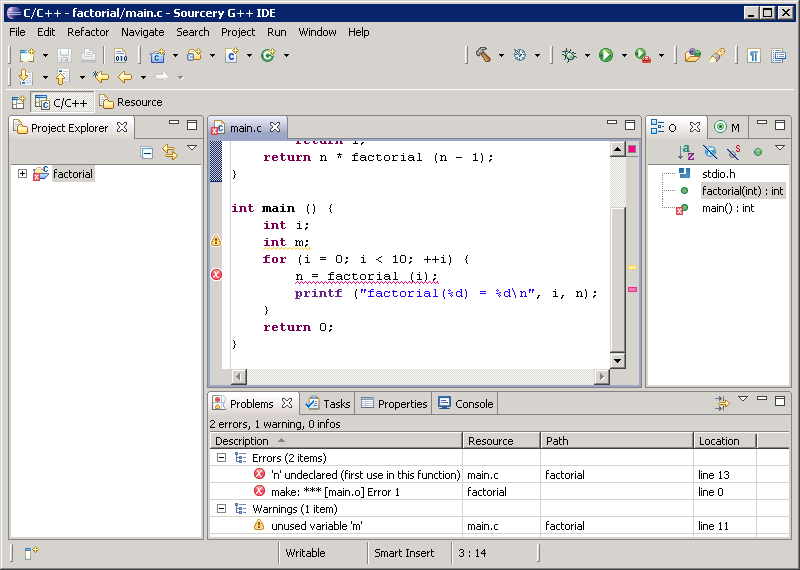 C/C++ - factorial/main.c - Sourcery G++ IDE
File Edit Refactor Navigate Search Project Run Window Help
010
C/C++ Resource
Project Explorer
factorial
main.c
return n * factorial (n - 1);
}
int main () {
int i;
int m;
for (i = 0; i < 10; ++i) {
n = factorial (i);
printf ("factorial(%d) = %d\n", i, n);
}
return 0;
}
O M
stdio.h
factorial(int) : int
main() : int
Problems Tasks Properties Console
2 errors, 1 warning, 0 infos
Description Resource Path Location
Errors (2 items)
'n' undeclared (first use in this function) main.c factorial line 13
make: *** [main.o] Error 1 factorial line 0
Warnings (1 item)
unused variable 'm' main.c factorial line 11
Writable Smart Insert 3 : 14